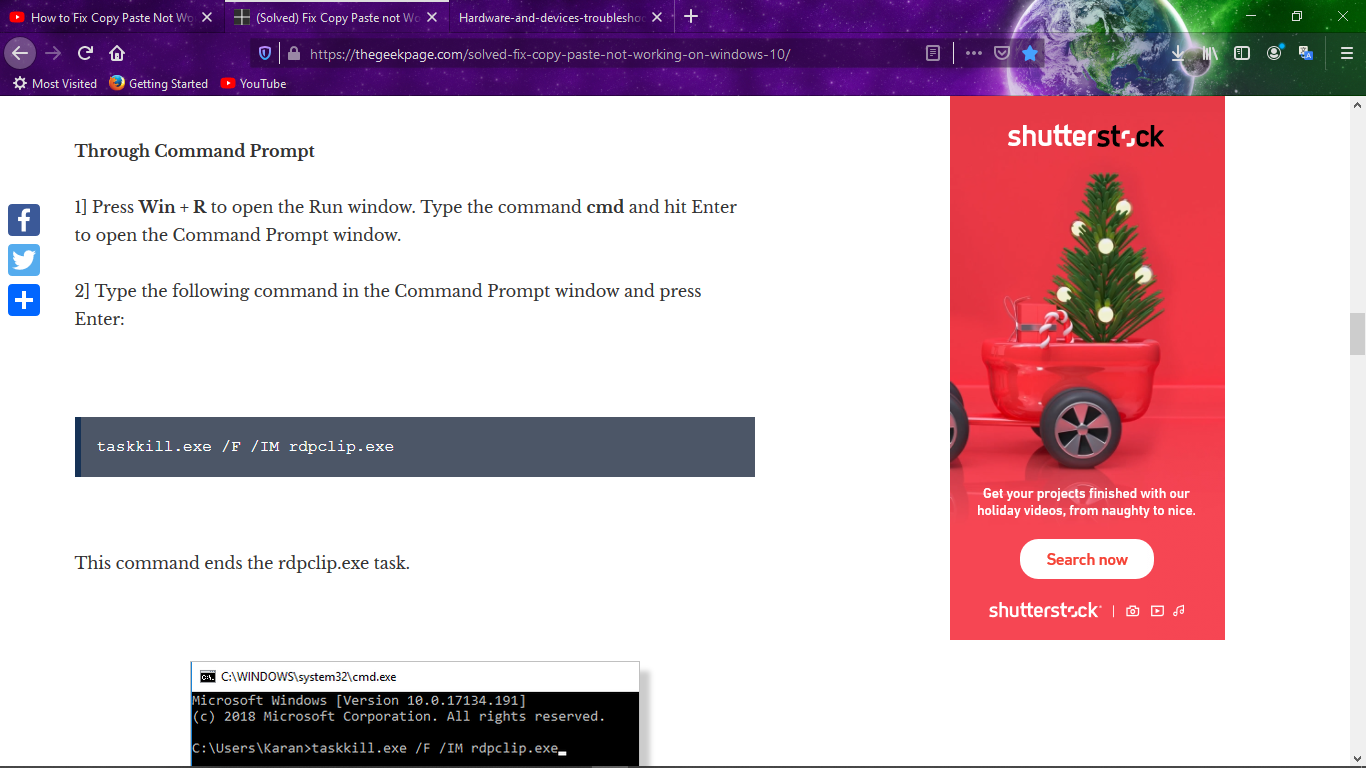 How to Fix Copy Paste Not Wo
(Solved) Fix Copy Paste not Wo
Hardware-and-devices-troublesho
https://thegeekpage.com/solved-fix-copy-paste-not-working-on-windows-10/
Most Visited
Getting Started
YouTube
Through Command Prompt
1] Press Win + R to open the Run window. Type the command cmd and hit Enter
to open the Command Prompt window.
2] Type the following command in the Command Prompt window and press
Enter:
taskkill.exe /F /IM rdpclip.exe
This command ends the rdpclip.exe task.
C:\WINDOWS\system32\cmd.exe
Microsoft Windows [Version 10.0.17134.191]
(c) 2018 Microsoft Corporation. All rights reserved.
C:\Users\Karan>taskkill.exe /F /IM rdpclip.exe
shutterstock
Get your projects finished with our
holiday videos, from naughty to nice.
Search now
shutterstock